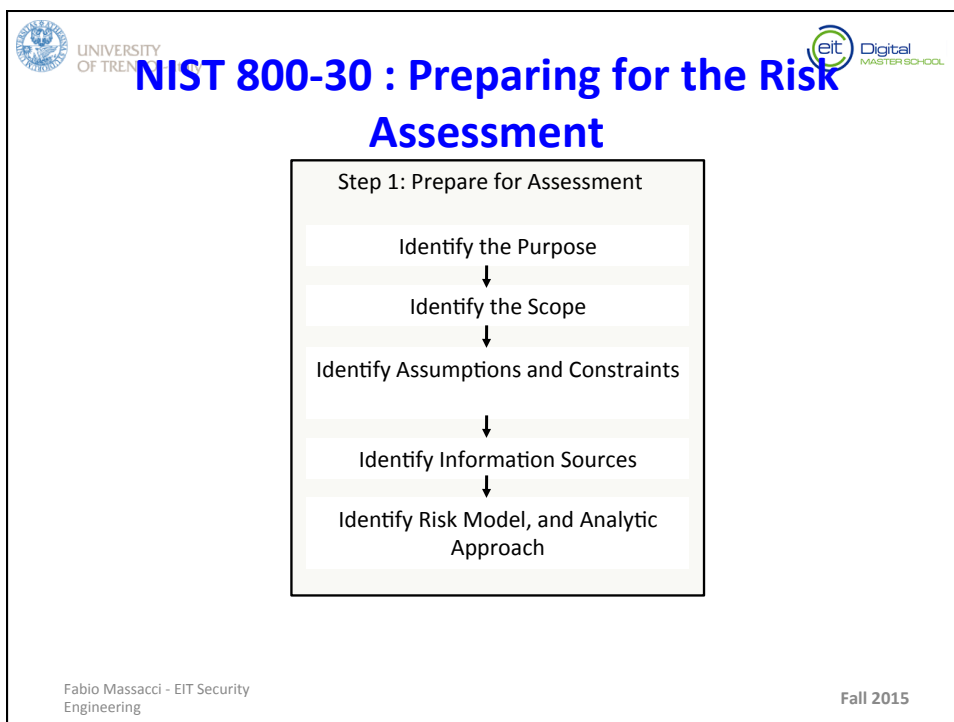 UNIVERSITY
OF TREN
eit Digital
MASTER SCHOOL
NIST 800-30 : Preparing for the Risk
Assessment
Step 1: Prepare for Assessment
Identify the Purpose
Identify the Scope
Identify Assumptions and Constraints
Identify Information Sources
Identify Risk Model, and Analytic
Approach
Fabio Massacci - EIT Security
Engineering
Fall 2015